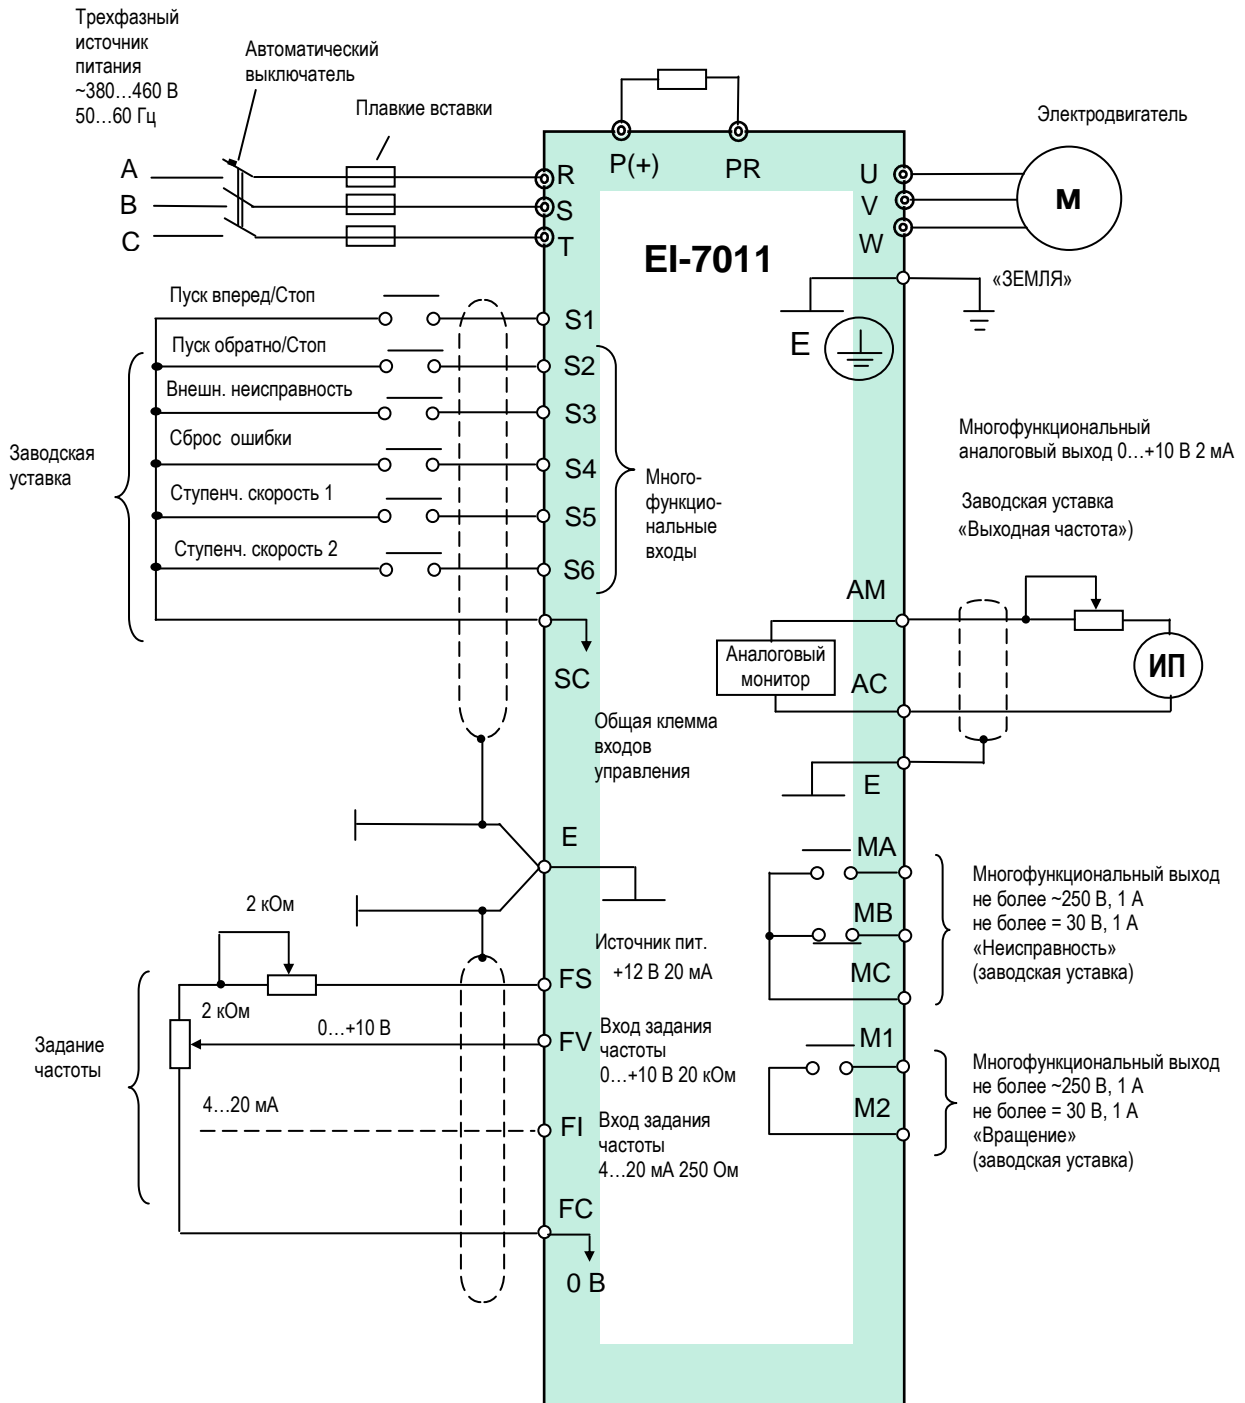 Трехфазный
источник
питания
~380…460 В
50…60 Гц
Автоматический
выключатель
Плавкие вставки
Электродвигатель
A
B
C
R
S
T
P(+)
PR
U
V
W
М
EI-7011
«ЗЕМЛЯ»
E
Пуск вперед/Стоп
S1
Пуск обратно/Стоп
S2
Внешн. неисправность
S3
Сброс ошибки
S4
Ступенч. скорость 1
S5
Ступенч. скорость 2
S6
Заводская
уставка
Много-
функцио-
нальные
входы
SC
Общая клемма
входов
управления
Многофункциональный
аналоговый выход 0…+10 В 2 мА
Заводская уставка
«Выходная частота»)
AM
Аналоговый
монитор
AC
ИП
E
E
MA
MB
MC
Многофункциональный выход
не более ~250 В, 1 А
не более = 30 В, 1 А
«Неисправность»
(заводская уставка)
M1
M2
Многофункциональный выход
не более ~250 В, 1 А
не более = 30 В, 1 А
«Вращение»
(заводская уставка)
2 кОм
Источник пит.
+12 В 20 мА
FS
2 кОм
0…+10 В
FV
Вход задания
частоты
0…+10 В 20 кОм
Задание
частоты
4…20 мА
FI
Вход задания
частоты
4…20 мА 250 Ом
FC
0 В